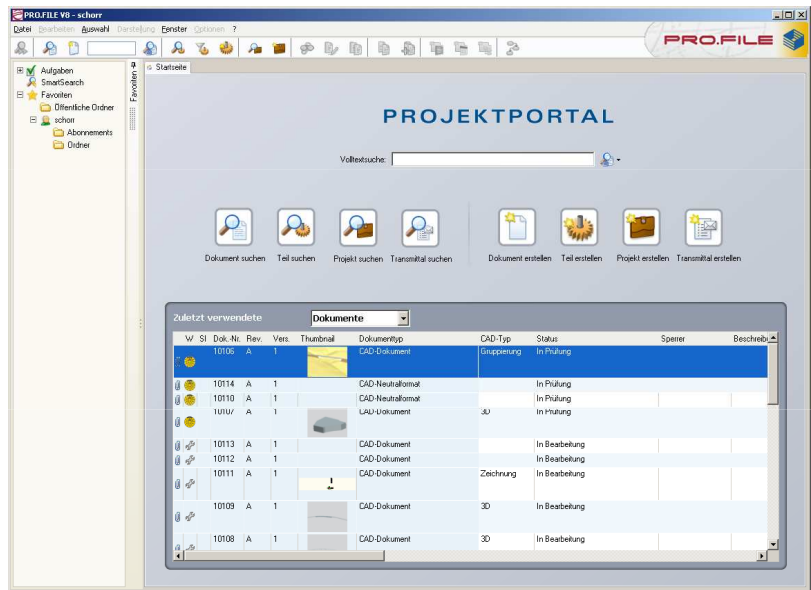 PRO.FILE V8 - schorr
Datei Bearbeiten Auswahl Darstellung Fenster Optionen ?
PRO.FILE
Aufgaben
SmartSearch
Favoriten
Öffentliche Ordner
schorr
Abonnements
Ordner
Favoriten
Startseite
PROJEKTPORTAL
Volltextsuche:
Dokument suchen Teil suchen Projekt suchen Transmittal suchen Dokument erstellen Teil erstellen Projekt erstellen Transmittal erstellen
Zuletzt verwendete Dokumente
W SI Dok.-Nr. Rev. Vers. Thumbnail Dokumenttyp CAD-Typ Status Sperrer Beschreibu
10106 A 1 CAD-Dokument Gruppierung In Prüfung
10114 A 1 CAD-Neutralformat In Prüfung
10110 A 1 CAD-Neutralformat In Prüfung
10107 A 1 CAD-Dokument 3D In Prüfung
10113 A 1 CAD-Dokument In Bearbeitung
10112 A 1 CAD-Dokument In Bearbeitung
10111 A 1 CAD-Dokument Zeichnung In Bearbeitung
10109 A 1 CAD-Dokument 3D In Bearbeitung
10108 A 1 CAD-Dokument 3D In Bearbeitung